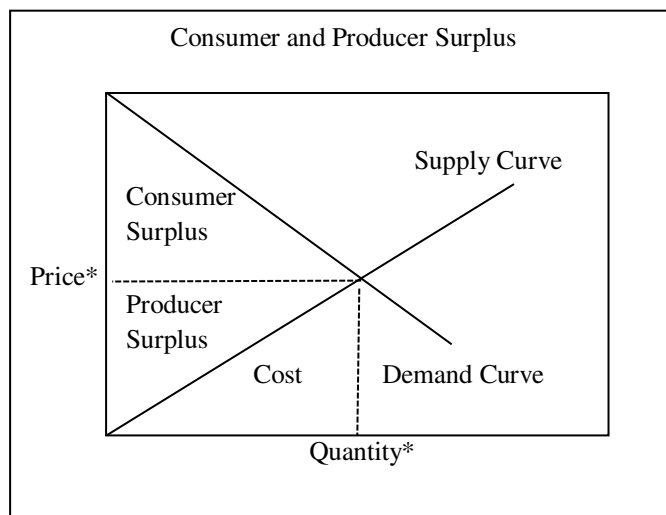 Consumer and Producer Surplus
Supply Curve
Consumer
Surplus
Price*
Producer
Surplus
Cost
Demand Curve
Quantity*